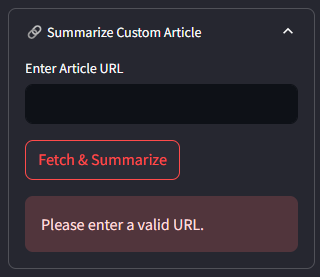 🔗 Summarize Custom Article
Enter Article URL
Fetch & Summarize
Please enter a valid URL.